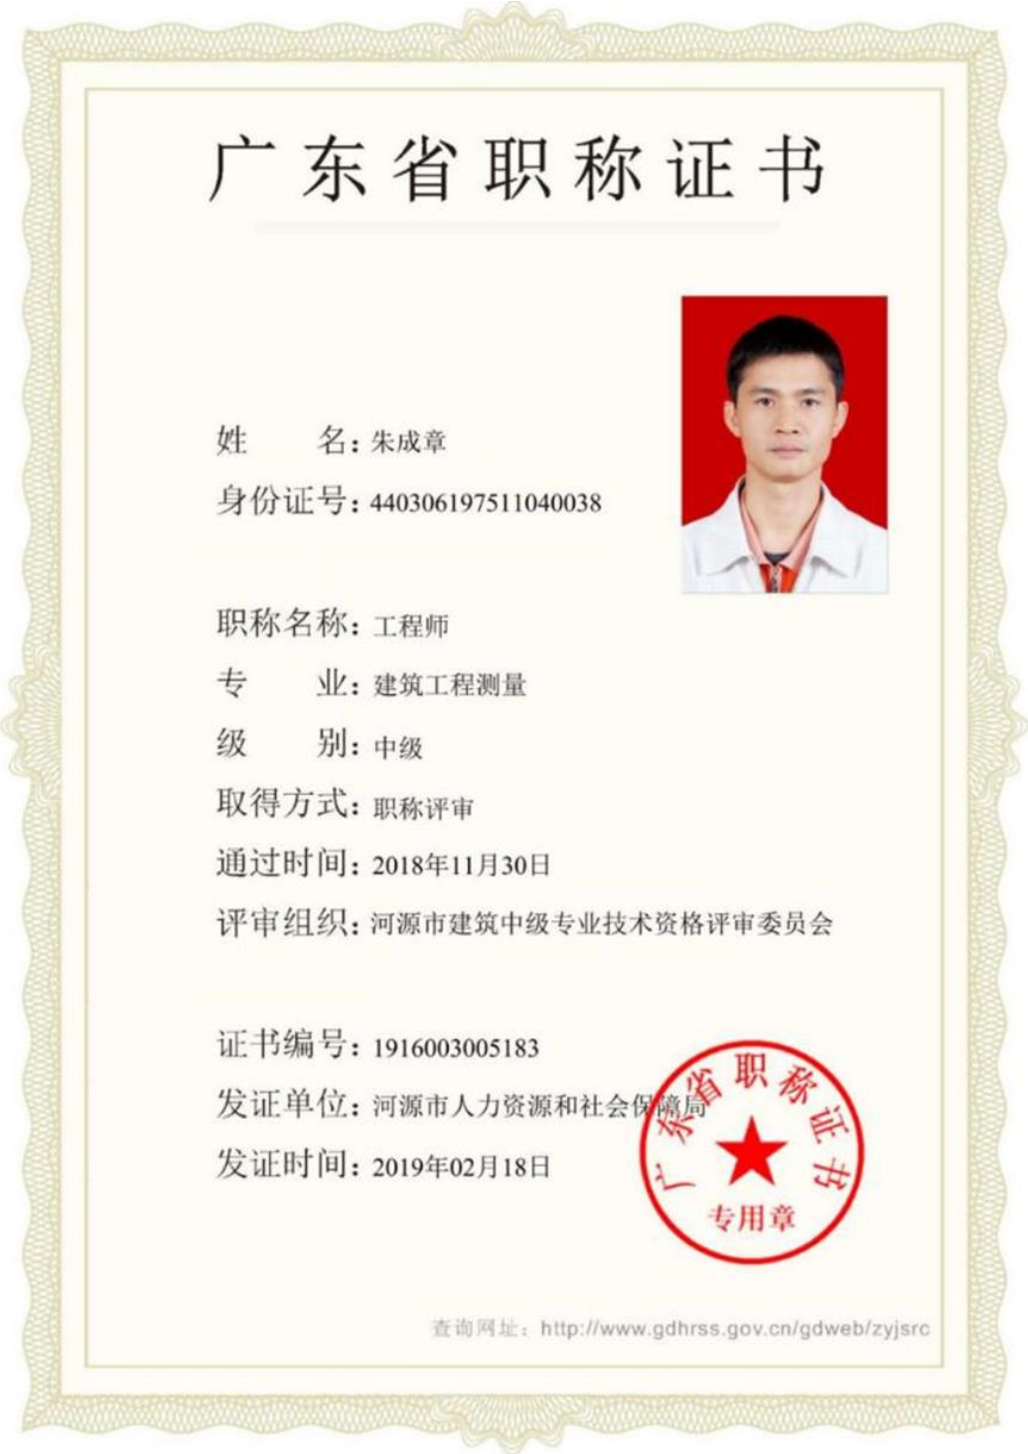 广东省职称证书
姓 名：朱成章
身份证号：440306197511040038
职称名称：工程师
专 业：建筑工程测量
级 别：中级
取得方式：职称评审
通过时间：2018年11月30日
评审组织：河源市建筑中级专业技术资格评审委员会
证书编号：1916003005183
发证单位：河源市人力资源和社会保障局
发证时间：2019年02月18日
广东省职称证书
专用章
查询网址：http://www.gdhrss.gov.cn/gdweb/zyjsrc